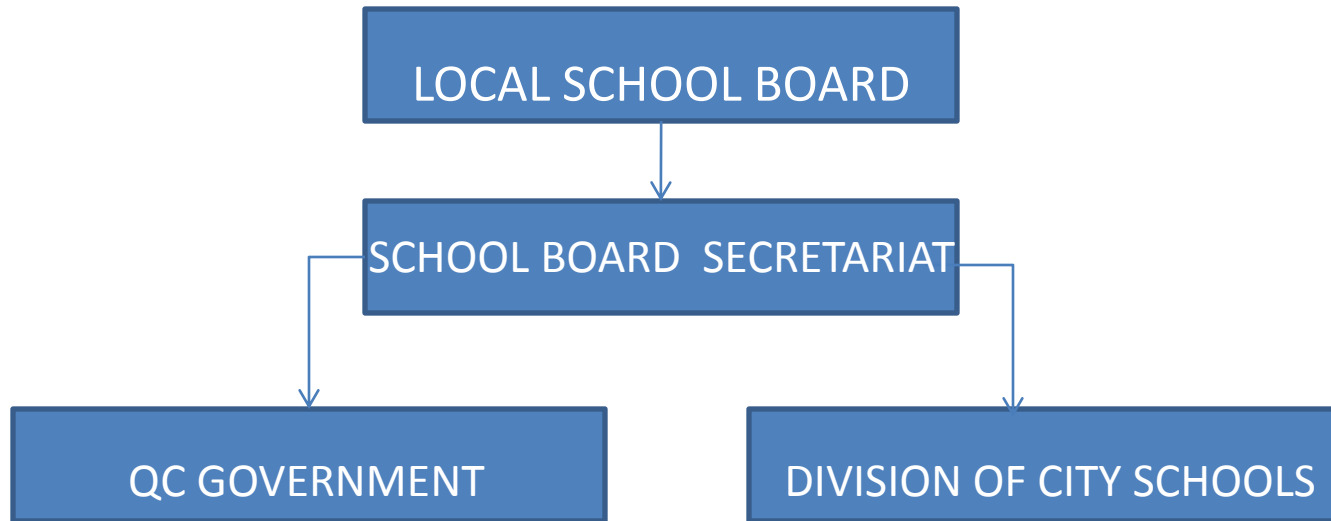 LOCAL SCHOOL BOARD
SCHOOL BOARD  SECRETARIAT
QC GOVERNMENT
DIVISION OF CITY SCHOOLS